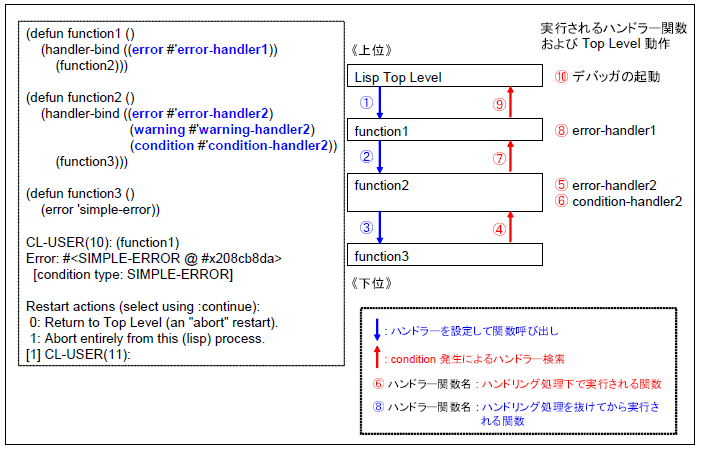 (defun function1 ()
(handler-bind ((error #'error-handler1))
(function2)))
(defun function2 ()
(handler-bind ((error #'error-handler2)
(warning #'warning-handler2)
(condition #'condition-handler2))
(function3)))
(defun function3 ()
(error 'simple-error))
CL-USER(10): (function1)
Error: #<SIMPLE-ERROR @ #x208cb8da>
[condition type: SIMPLE-ERROR]
Restart actions (select using :continue):
0: Return to Top Level (an "abort" restart).
1: Abort entirely from this (lisp) process.
[1] CL-USER(11):
実行されるハンドラー関数
および Top Level 動作
《上位》
Lisp Top Level
⑩ デバッガの起動
① ⑨
function1
⑧ error-handler1
② ⑦
function2
⑤ error-handler2
⑥ condition-handler2
③ ④
function3
《下位》
: ハンドラーを設定して関数呼び出し
: condition 発生によるハンドラー検索
⑥ ハンドラー関数名 : ハンドリング処理下で実行される関数
⑧ ハンドラー関数名 : ハンドリング処理を抜けてから実行さ
れる関数